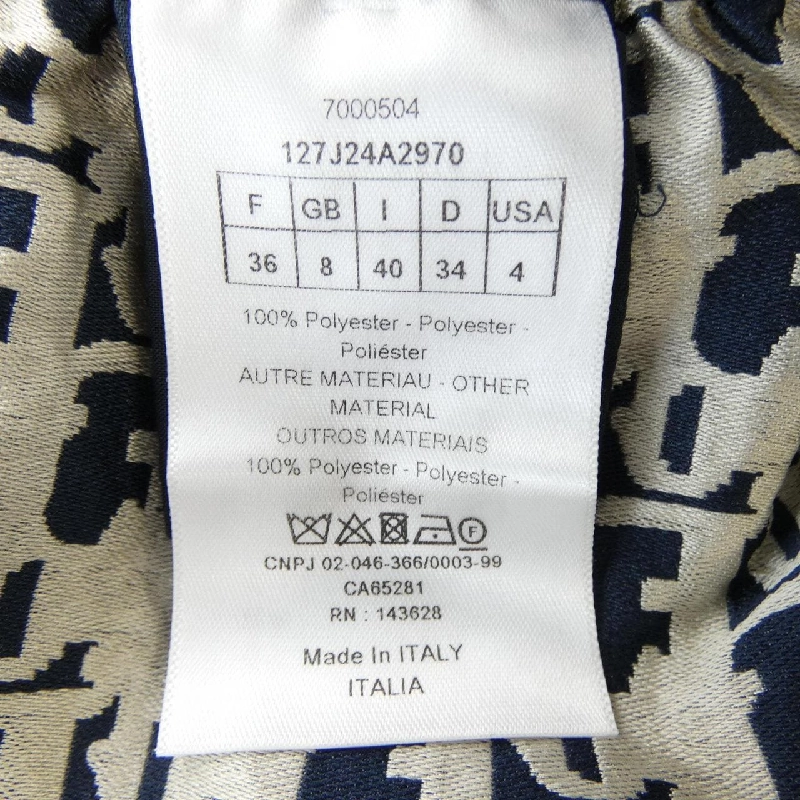 7000504
127J24A2970
F GB I D USA
36 8 40 34 4
100% Polyester - Polyester -
Poliéster
AUTRE MATERIAU - OTHER
MATERIAL
OUTROS MATERIAIS
100% Polyester - Polyester -
Poliéster
F
CNPJ 02-046-366/0003-99
CA65281
RN : 143628
Made In ITALY
ITALIA